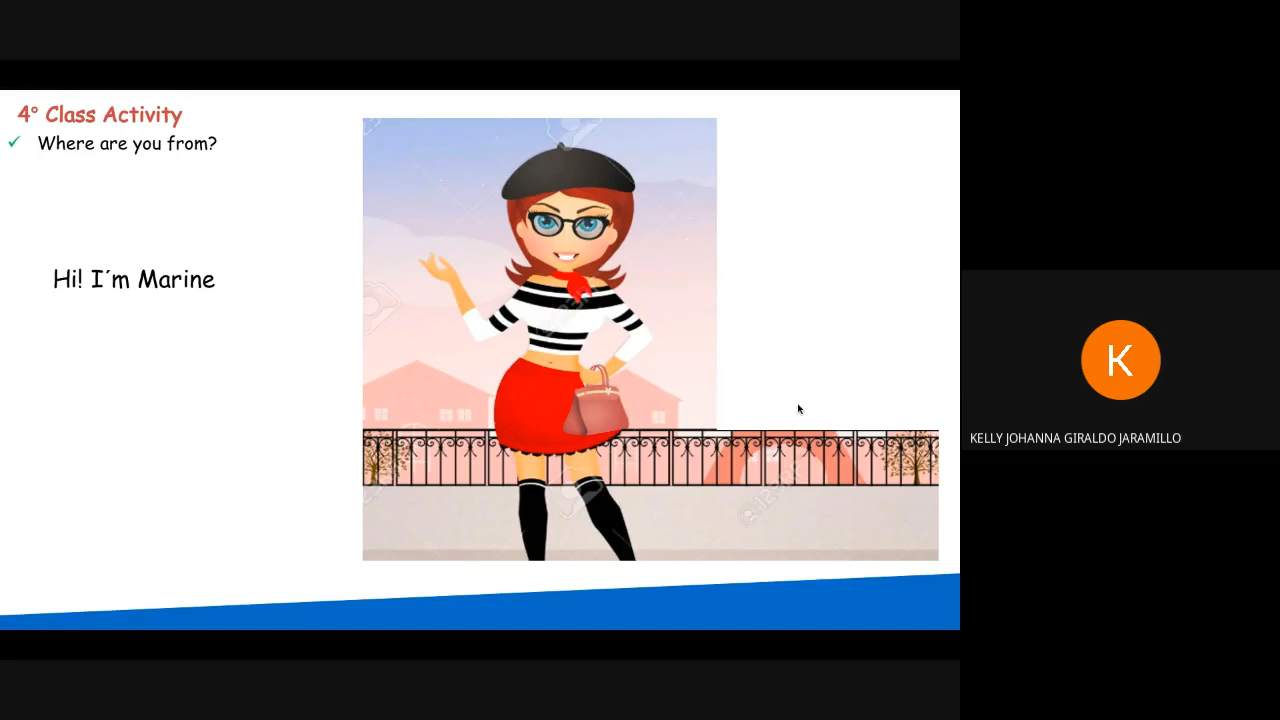 4° Class Activity
✓ Where are you from?
Hi! I´m Marine
K
KELLY JOHANNA GIRALDO JARAMILLO